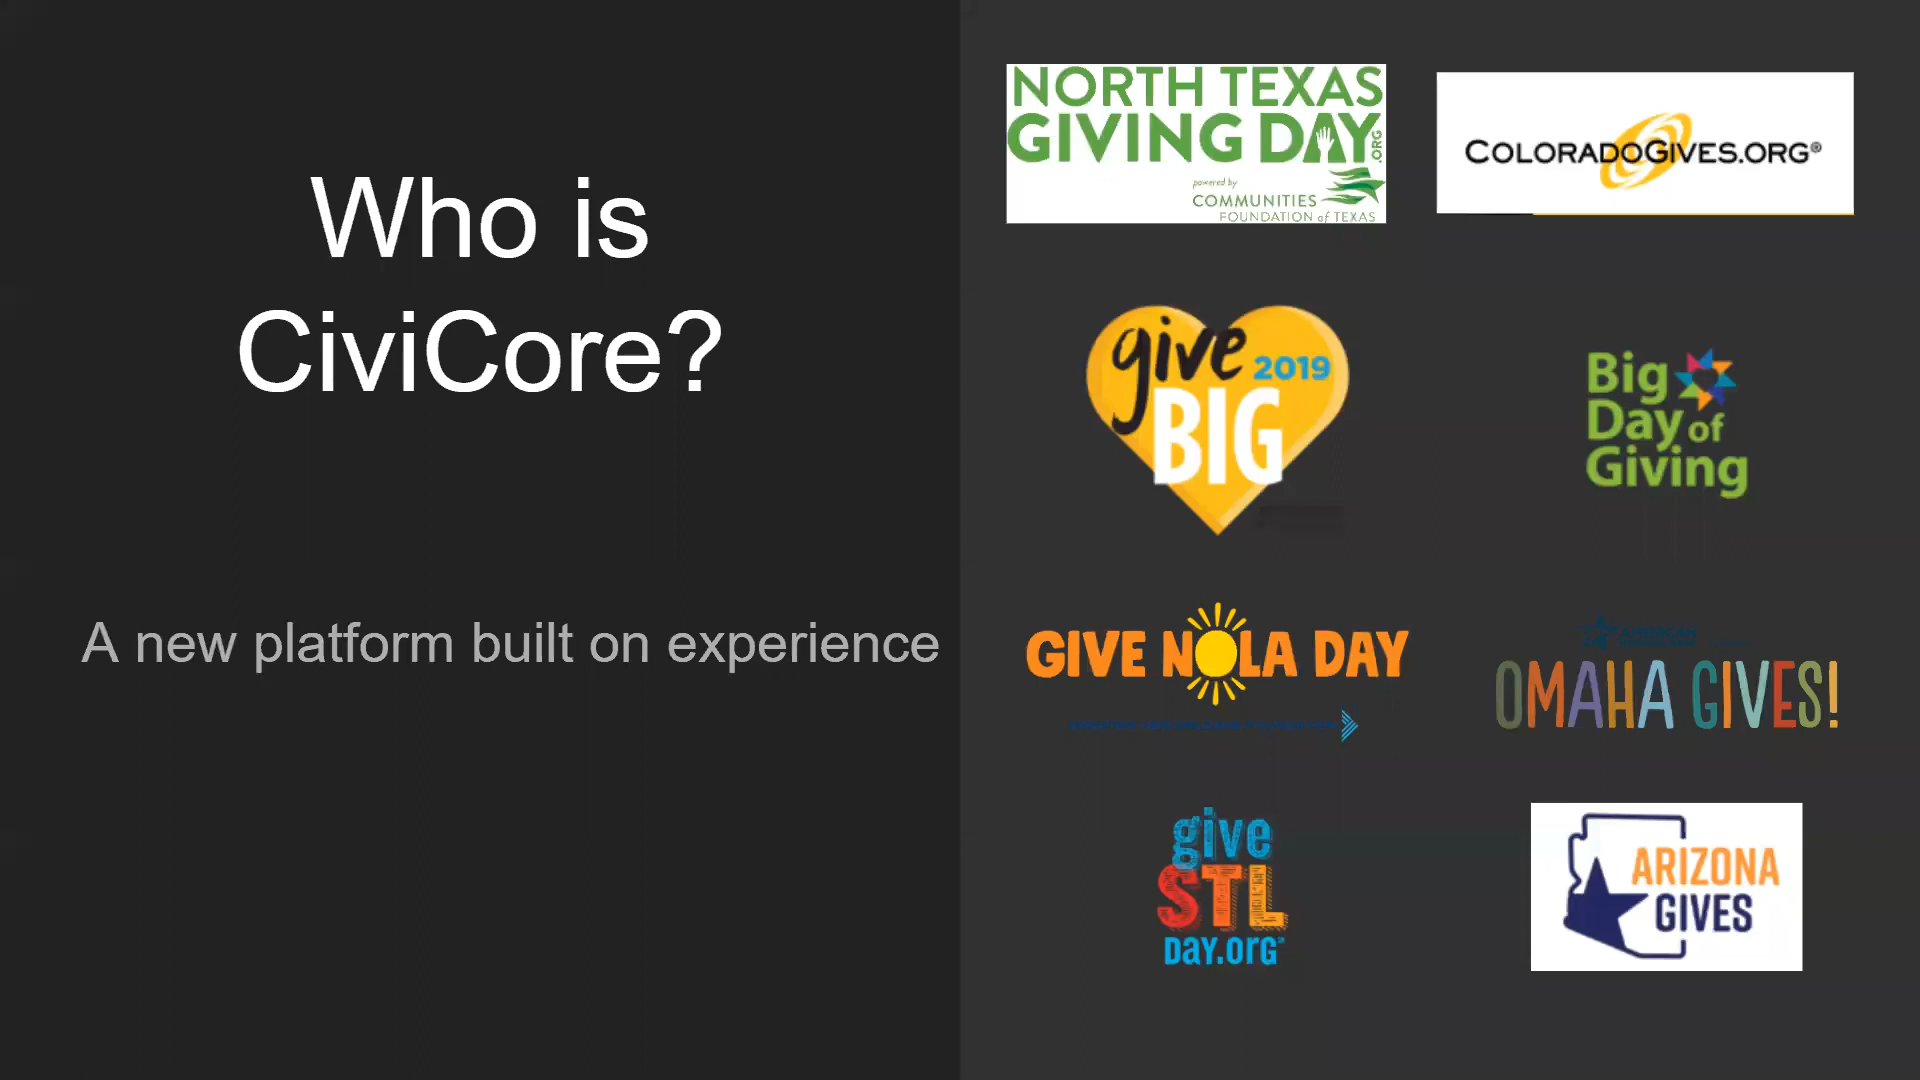 Who is
CiviCore?
A new platform built on experience
NORTH TEXAS
GIVING DAY.ORG
powered by
COMMUNITIES
FOUNDATION of TEXAS
COLORADOGIVES.ORG®
give 2019
BIG
Big
Day of
Giving
GIVE NOLA DAY
OMAHA GIVES!
give
STL
DAY.ORG
ARIZONA
GIVES